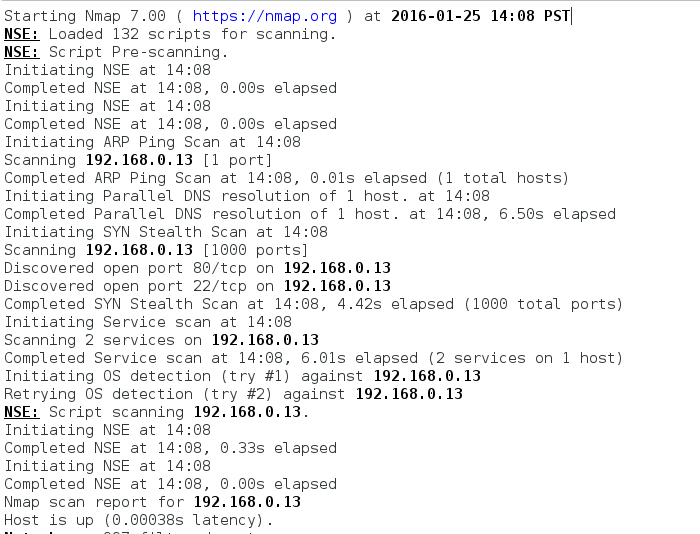 Starting Nmap 7.00 ( https://nmap.org ) at 2016-01-25 14:08 PST
NSE: Loaded 132 scripts for scanning.
NSE: Script Pre-scanning.
Initiating NSE at 14:08
Completed NSE at 14:08, 0.00s elapsed
Initiating NSE at 14:08
Completed NSE at 14:08, 0.00s elapsed
Initiating ARP Ping Scan at 14:08
Scanning 192.168.0.13 [1 port]
Completed ARP Ping Scan at 14:08, 0.01s elapsed (1 total hosts)
Initiating Parallel DNS resolution of 1 host. at 14:08
Completed Parallel DNS resolution of 1 host. at 14:08, 6.50s elapsed
Initiating SYN Stealth Scan at 14:08
Scanning 192.168.0.13 [1000 ports]
Discovered open port 80/tcp on 192.168.0.13
Discovered open port 22/tcp on 192.168.0.13
Completed SYN Stealth Scan at 14:08, 4.42s elapsed (1000 total ports)
Initiating Service scan at 14:08
Scanning 2 services on 192.168.0.13
Completed Service scan at 14:08, 6.01s elapsed (2 services on 1 host)
Initiating OS detection (try #1) against 192.168.0.13
Retrying OS detection (try #2) against 192.168.0.13
NSE: Script scanning 192.168.0.13.
Initiating NSE at 14:08
Completed NSE at 14:08, 0.33s elapsed
Initiating NSE at 14:08
Completed NSE at 14:08, 0.00s elapsed
Nmap scan report for 192.168.0.13
Host is up (0.00038s latency).